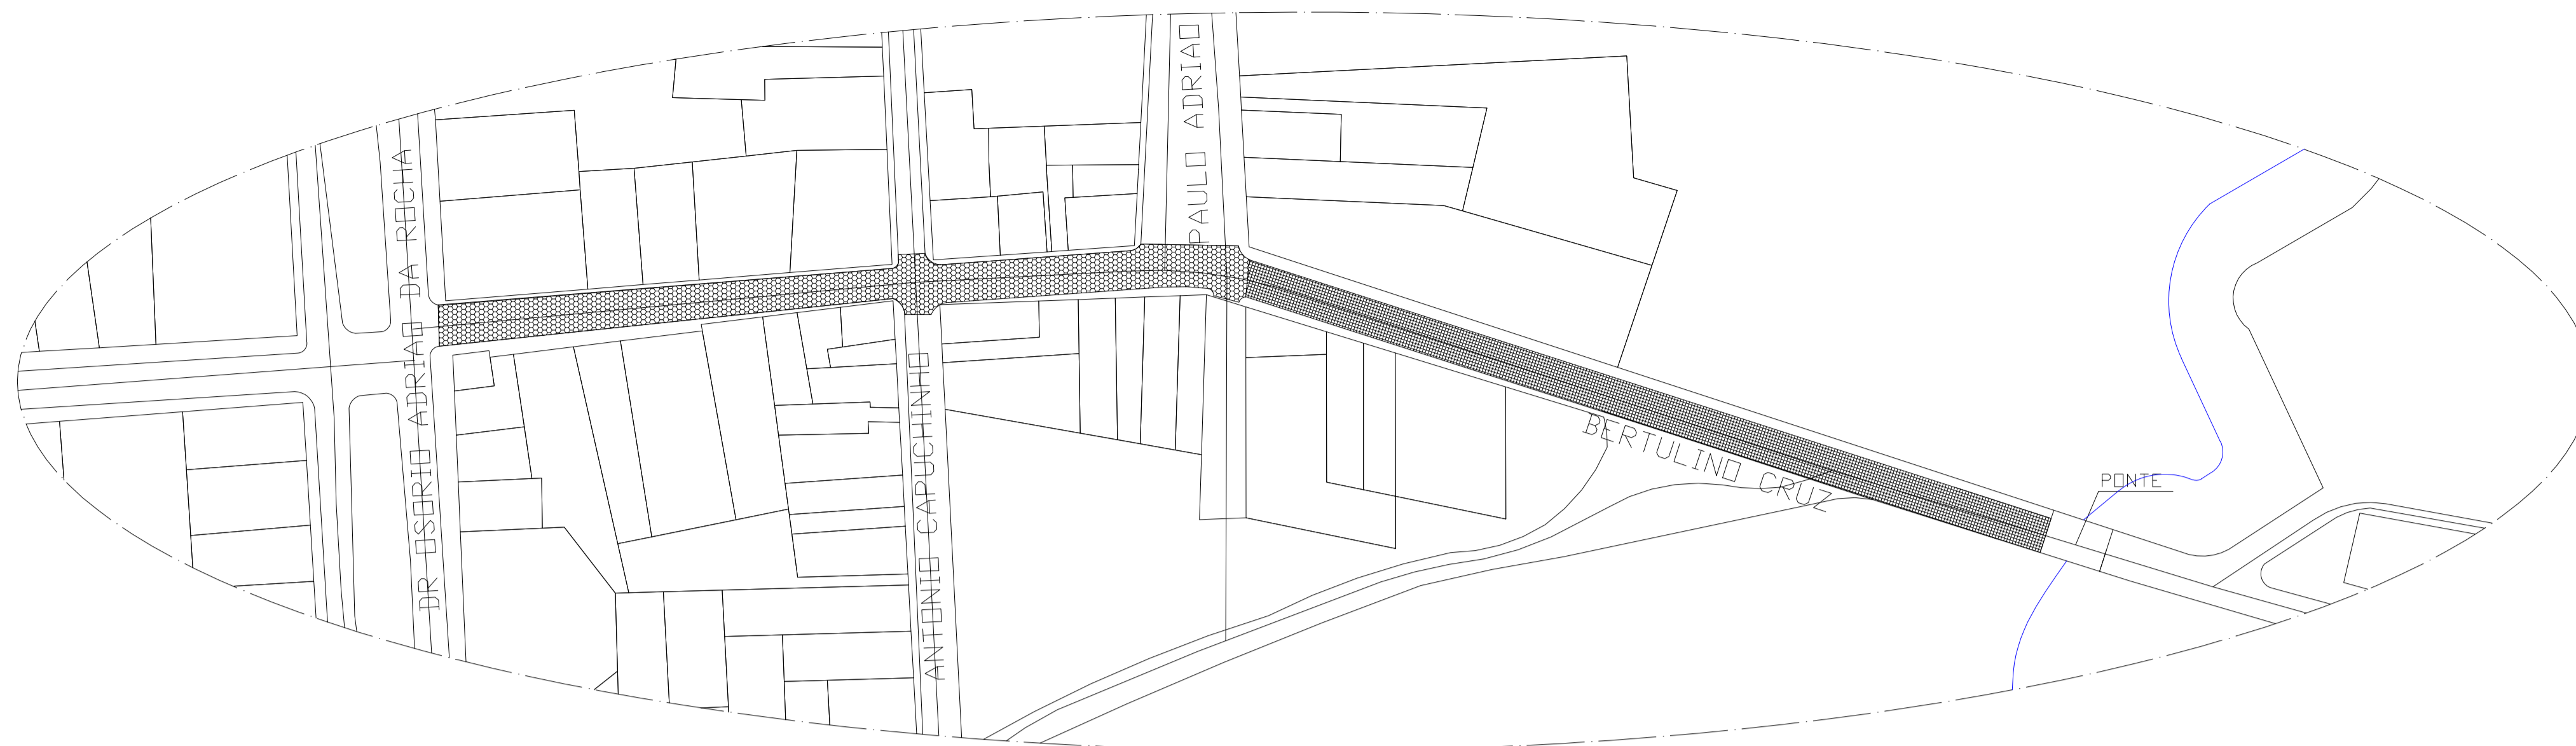 DR OSORIO ADRIAO DA ROCHA
ANTONIO CAPUCHINHO
PAULO ADRIAO
BERTULINO CRUZ
PONTE